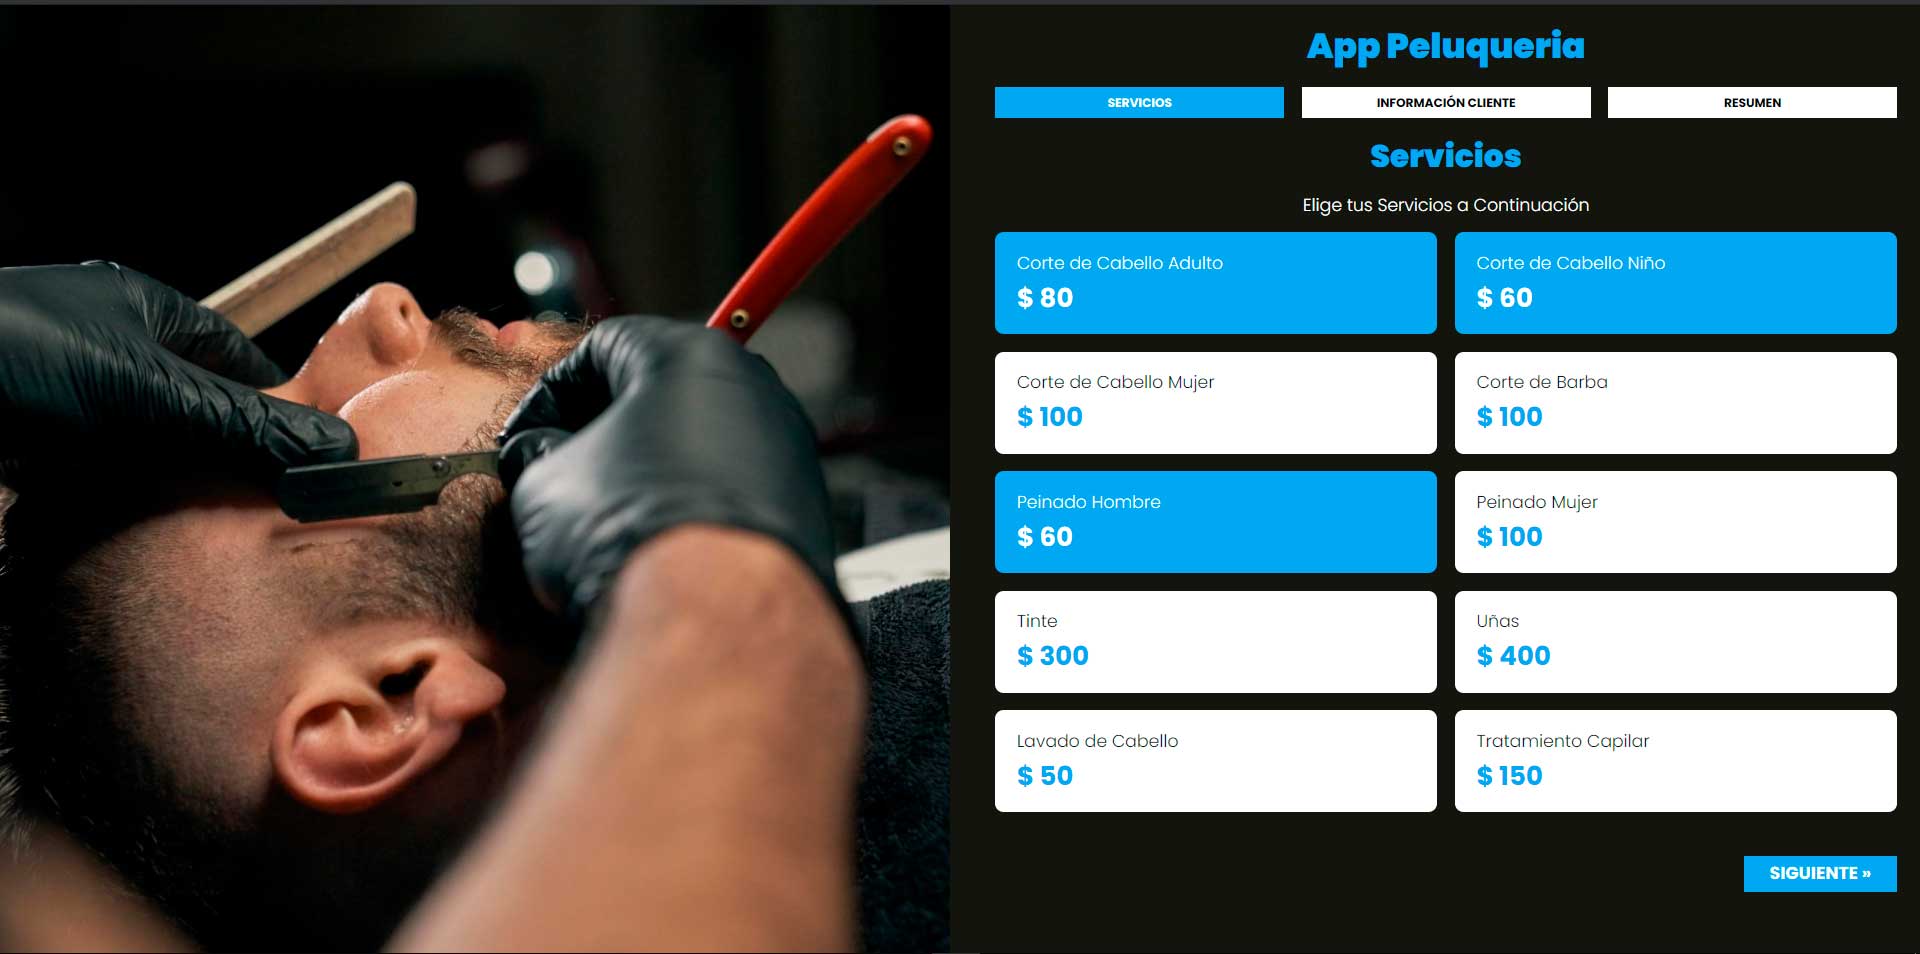 App Peluqueria
SERVICIOS
INFORMACIÓN CLIENTE
RESUMEN
Servicios
Elige tus Servicios a Continuación
Corte de Cabello Adulto
$ 80
Corte de Cabello Niño
$ 60
Corte de Cabello Mujer
$ 100
Corte de Barba
$ 100
Peinado Hombre
$ 60
Peinado Mujer
$ 100
Tinte
$ 300
Uñas
$ 400
Lavado de Cabello
$ 50
Tratamiento Capilar
$ 150
SIGUIENTE »